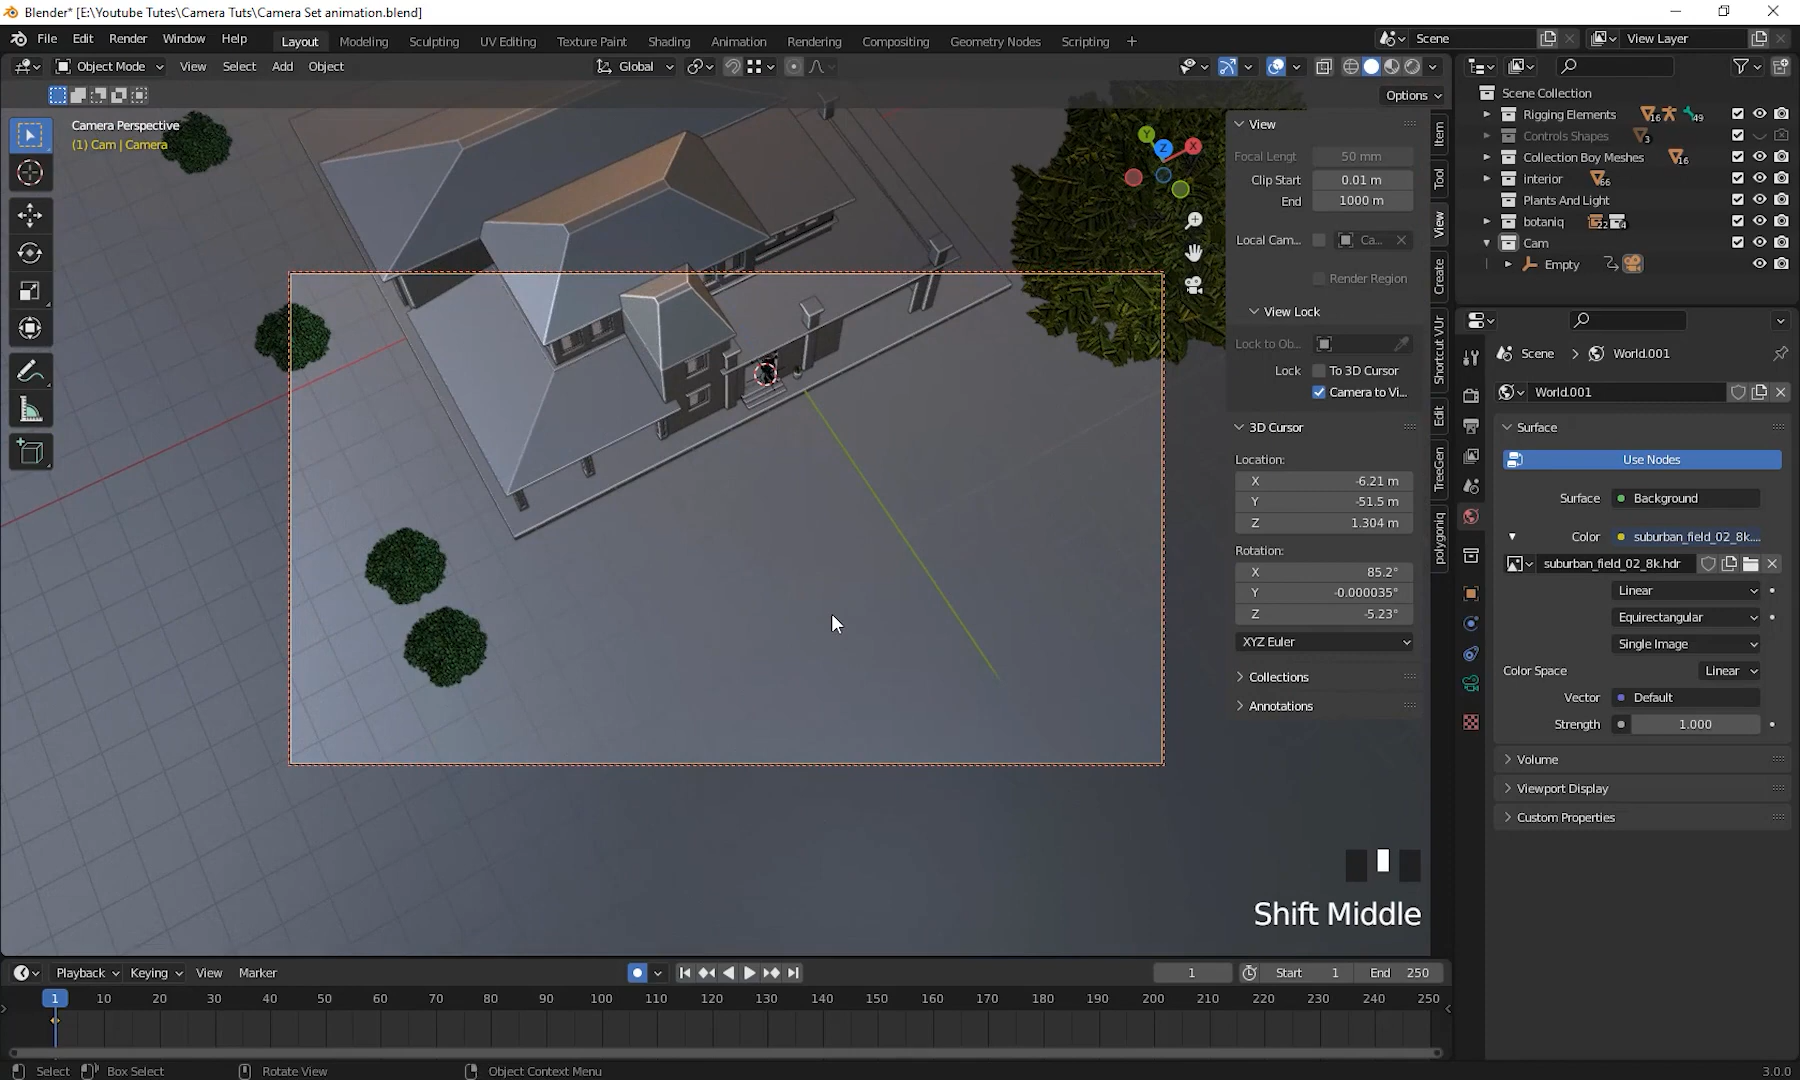 Blender* [E:\Youtube Tutes\Camera Tuts\Camera Set animation.blend]
File Edit Render Window Help Layout Modeling Sculpting UV Editing Texture Paint Shading Animation Rendering Compositing Geometry Nodes Scripting + Scene View Layer
Object Mode View Select Add Object Global
Options
Camera Perspective
(1) Cam | Camera
Y Z X
View
Focal Lengt 50 mm
Clip Start 0.01 m
End 1000 m
Local Cam... Ca...
Render Region
View Lock
Lock to Ob...
Lock To 3D Cursor
Camera to Vi...
3D Cursor
Location:
X -6.21 m
Y -51.5 m
Z 1.304 m
Rotation:
X 85.2°
Y -0.000035°
Z -5.23°
XYZ Euler
Collections
Annotations
Item
Tool
View
Create
Shortcut VUr
Edit
TreeGen
polygoniq
Scene Collection
Rigging Elements 16 49
Controls Shapes 3
Collection Boy Meshes 16
interior 66
Plants And Light
botaniq 22 4
Cam
Empty
Scene > World.001
World.001
Surface
Use Nodes
Surface Background
Color suburban_field_02_8k....
suburban_field_02_8k.hdr
Linear
Equirectangular
Single Image
Color Space Linear
Vector Default
Strength 1.000
Volume
Viewport Display
Custom Properties
Shift Middle
Playback Keying View Marker 1 Start 1 End 250
1 10 20 30 40 50 60 70 80 90 100 110 120 130 140 150 160 170 180 190 200 210 220 230 240 250
Select Box Select Rotate View Object Context Menu 3.0.0